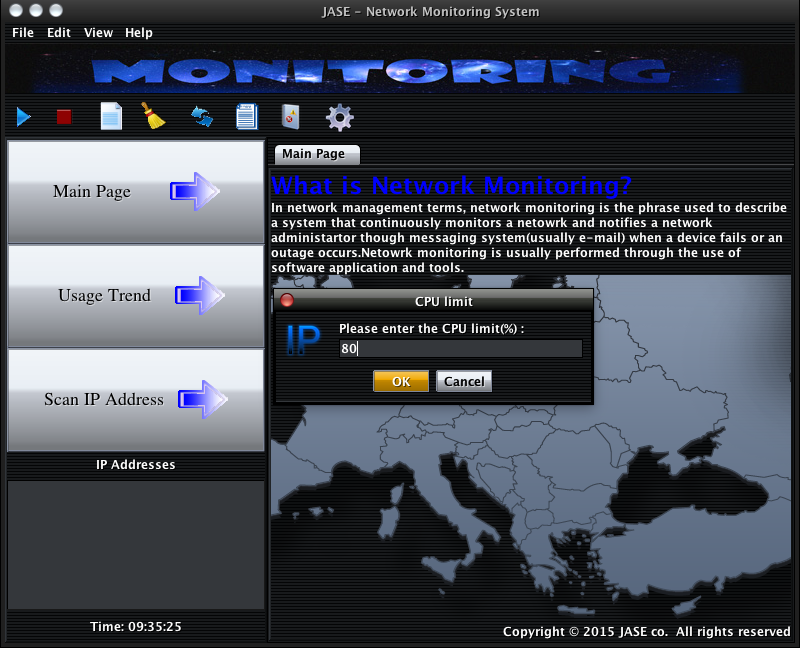 JASE - Network Monitoring System
File Edit View Help
MONITORING
Main Page
Usage Trend
Scan IP Address
IP Addresses
Time: 09:35:25
Main Page
What is Network Monitoring?
In network management terms, network monitoring is the phrase used to describe
a system that continuously monitors a netowrk and notifies a network
administartor though messaging system(usually e-mail) when a device fails or an
outage occurs.Netowrk monitoring is usually performed through the use of
software application and tools.
CPU limit
IP
Please enter the CPU limit(%) :
80
OK Cancel
Copyright © 2015 JASE co. All rights reserved